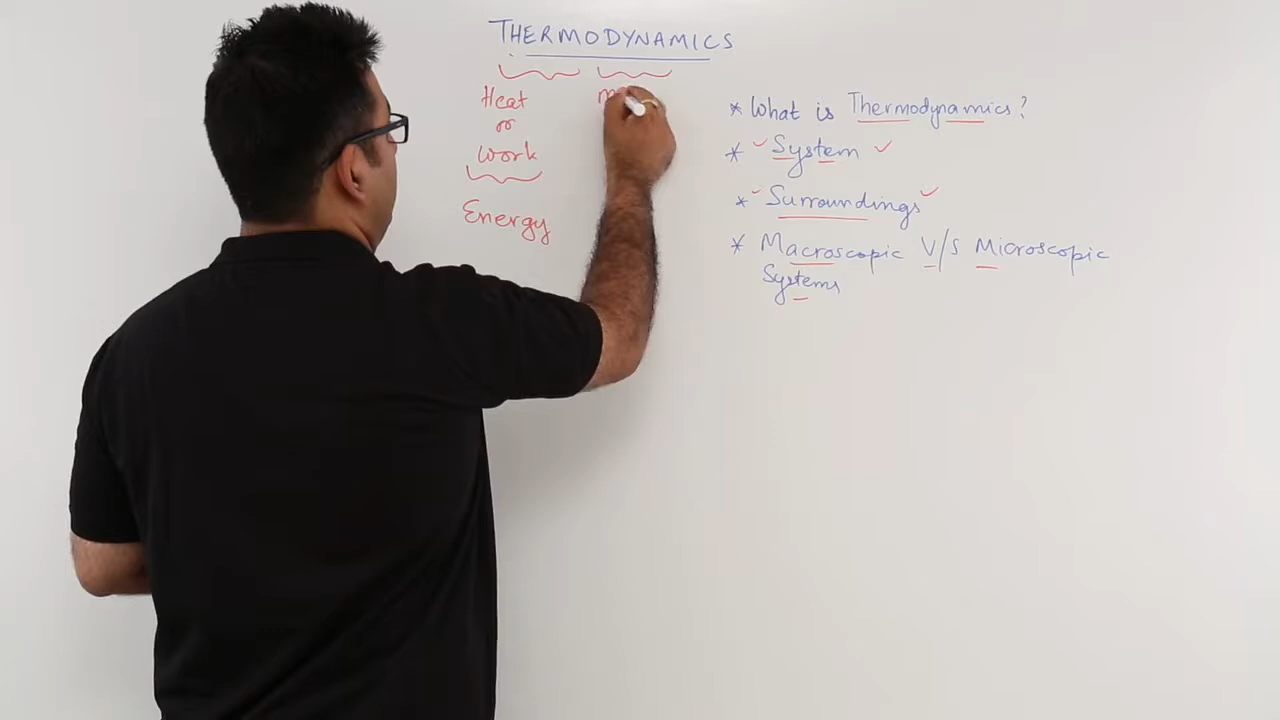 THERMODYNAMICS
Heat
or
Work
Energy
* What is Thermodynamics?
* System
* Surroundings
* Macroscopic V/s Microscopic
Systems